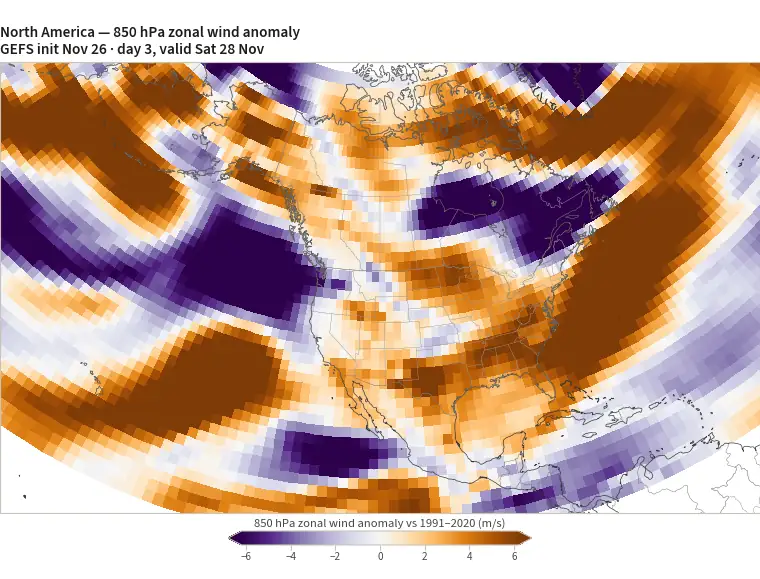 North America — 850 hPa zonal wind anomaly
GEFS init Nov 26 · day 3, valid Sat 28 Nov
850 hPa zonal wind anomaly vs 1991–2020 (m/s)
−6 −4 −2 0 2 4 6